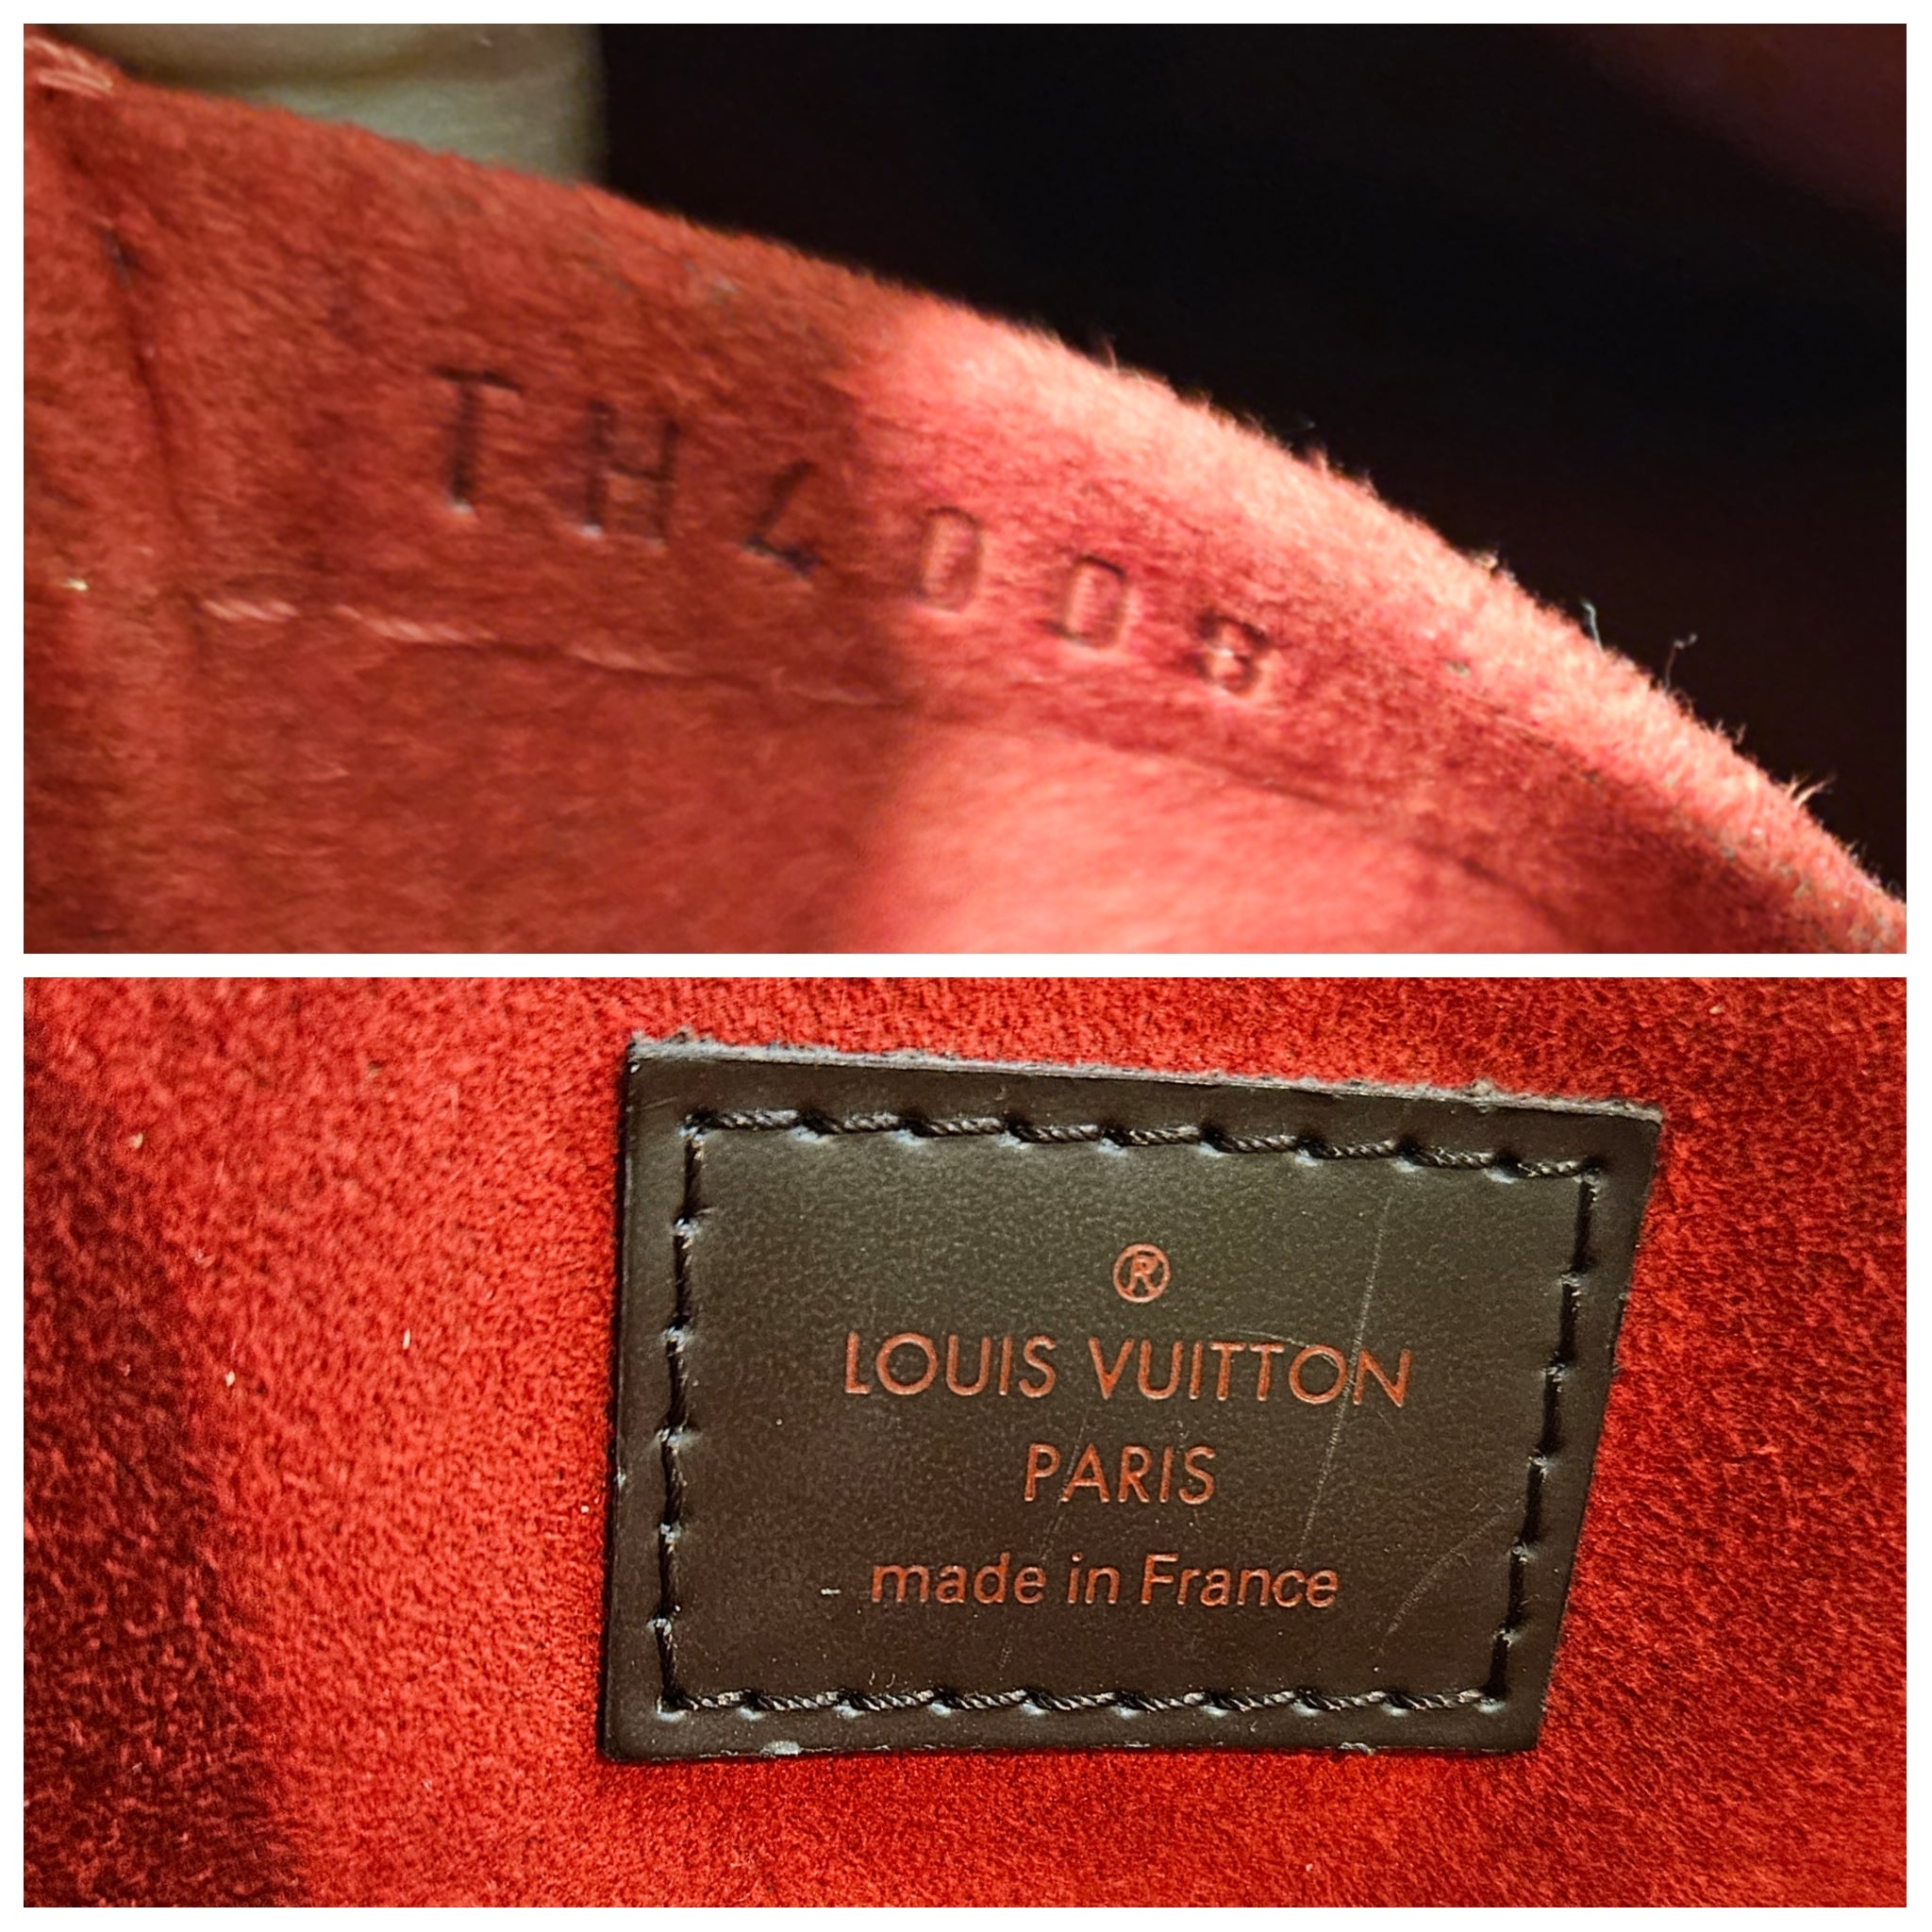 TH4008
®
LOUIS VUITTON
PARIS
made in France